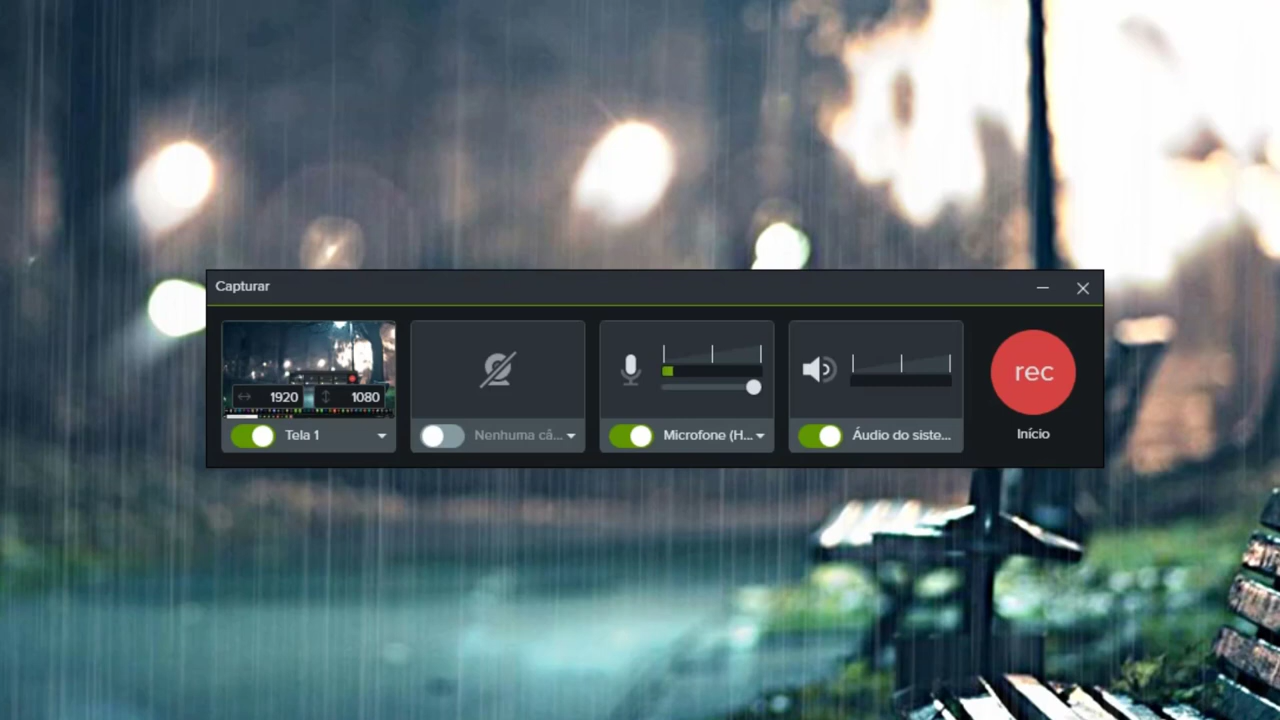 Capturar
1920
1080
Tela 1
Nenhuma câ...
Microfone (H...
Áudio do siste...
rec
Início